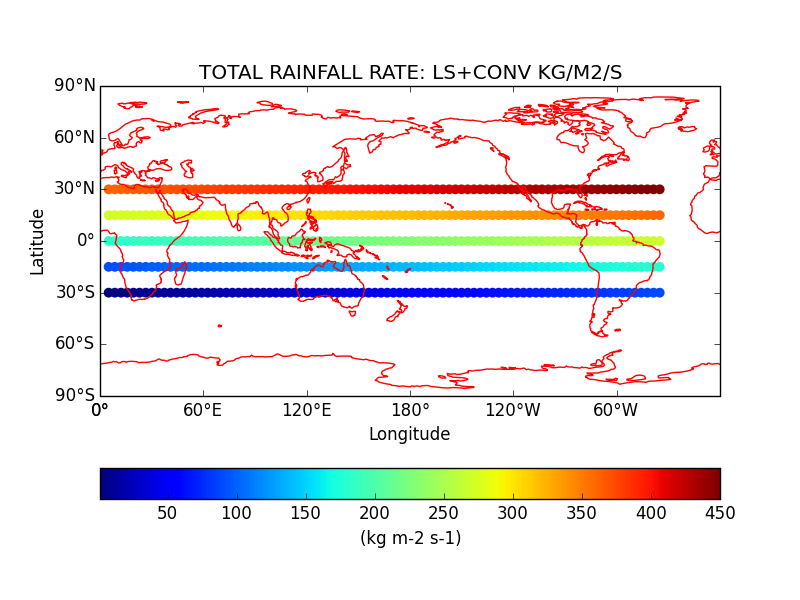 TOTAL RAINFALL RATE: LS+CONV KG/M2/S
90°N
60°N
30°N
0°
30°S
60°S
90°S
Latitude
0° 60°E 120°E 180° 120°W 60°W
Longitude
50 100 150 200 250 300 350 400 450
(kg m-2 s-1)